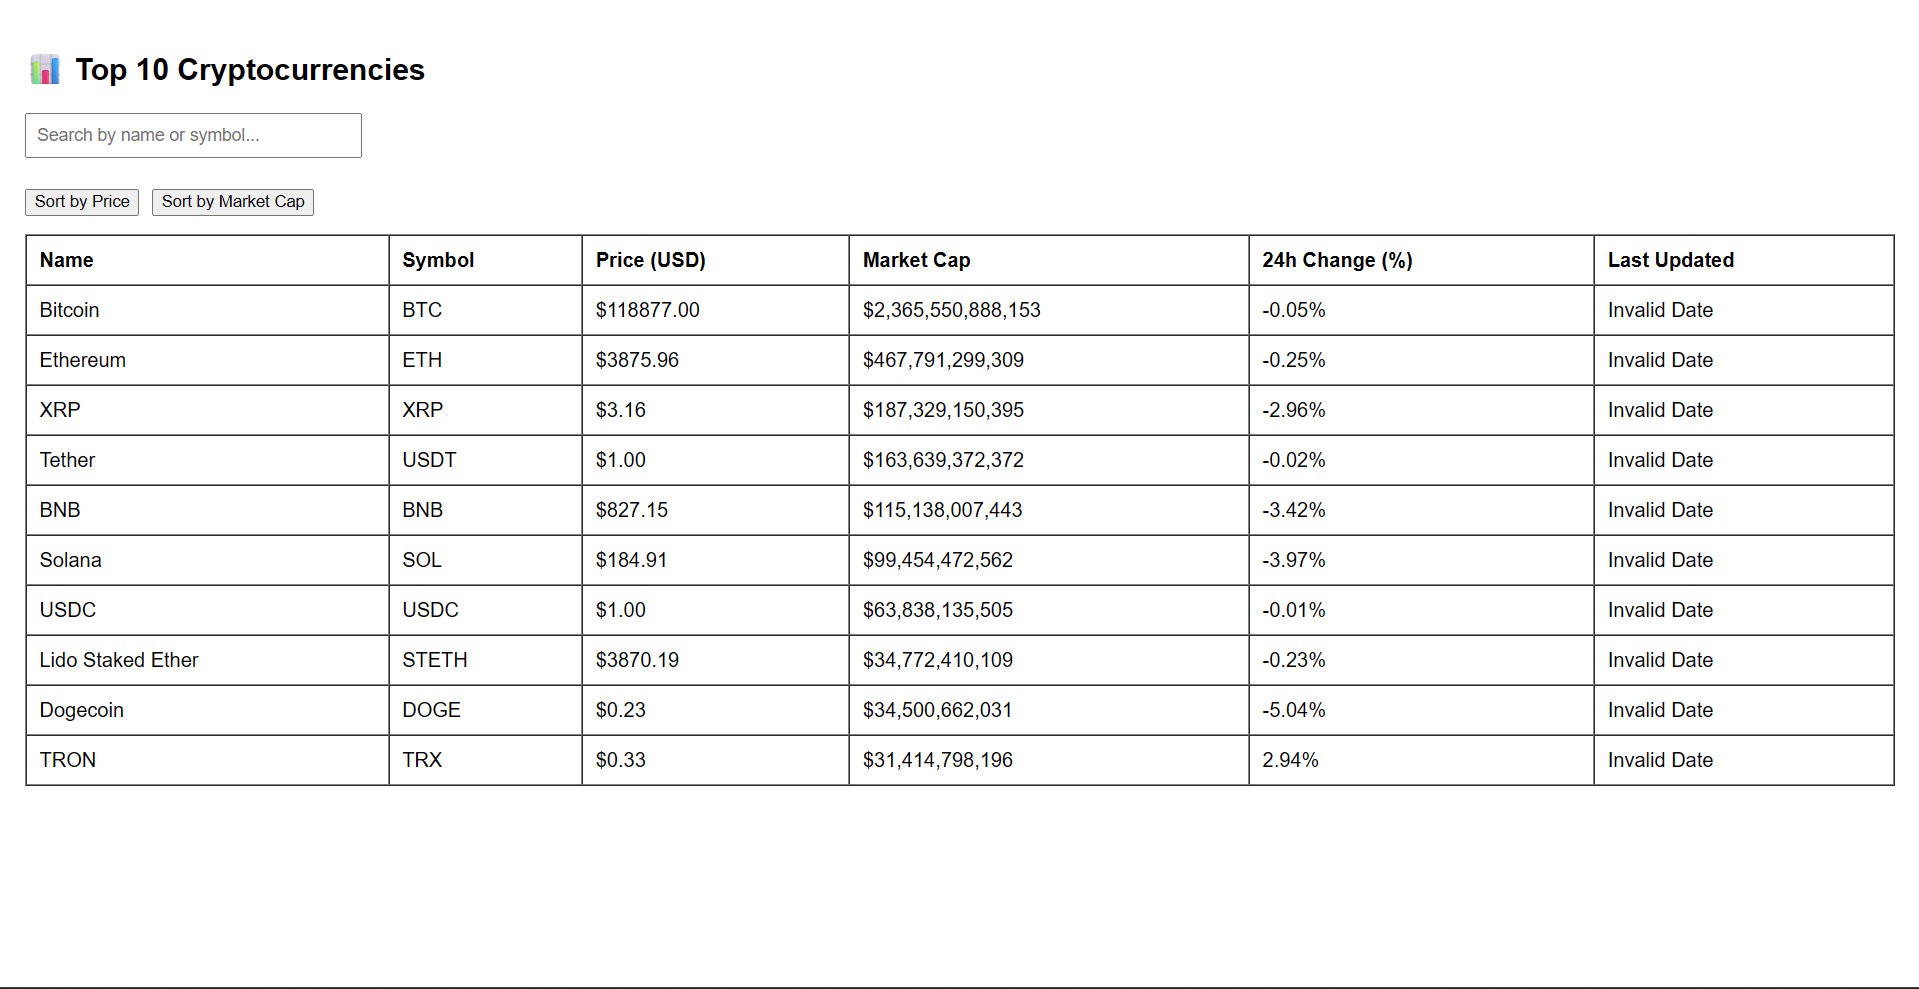 Top 10 Cryptocurrencies
Search by name or symbol...
Sort by Price Sort by Market Cap
Name Symbol Price (USD) Market Cap 24h Change (%) Last Updated
Bitcoin BTC $118877.00 $2,365,550,888,153 -0.05% Invalid Date
Ethereum ETH $3875.96 $467,791,299,309 -0.25% Invalid Date
XRP XRP $3.16 $187,329,150,395 -2.96% Invalid Date
Tether USDT $1.00 $163,639,372,372 -0.02% Invalid Date
BNB BNB $827.15 $115,138,007,443 -3.42% Invalid Date
Solana SOL $184.91 $99,454,472,562 -3.97% Invalid Date
USDC USDC $1.00 $63,838,135,505 -0.01% Invalid Date
Lido Staked Ether STETH $3870.19 $34,772,410,109 -0.23% Invalid Date
Dogecoin DOGE $0.23 $34,500,662,031 -5.04% Invalid Date
TRON TRX $0.33 $31,414,798,196 2.94% Invalid Date